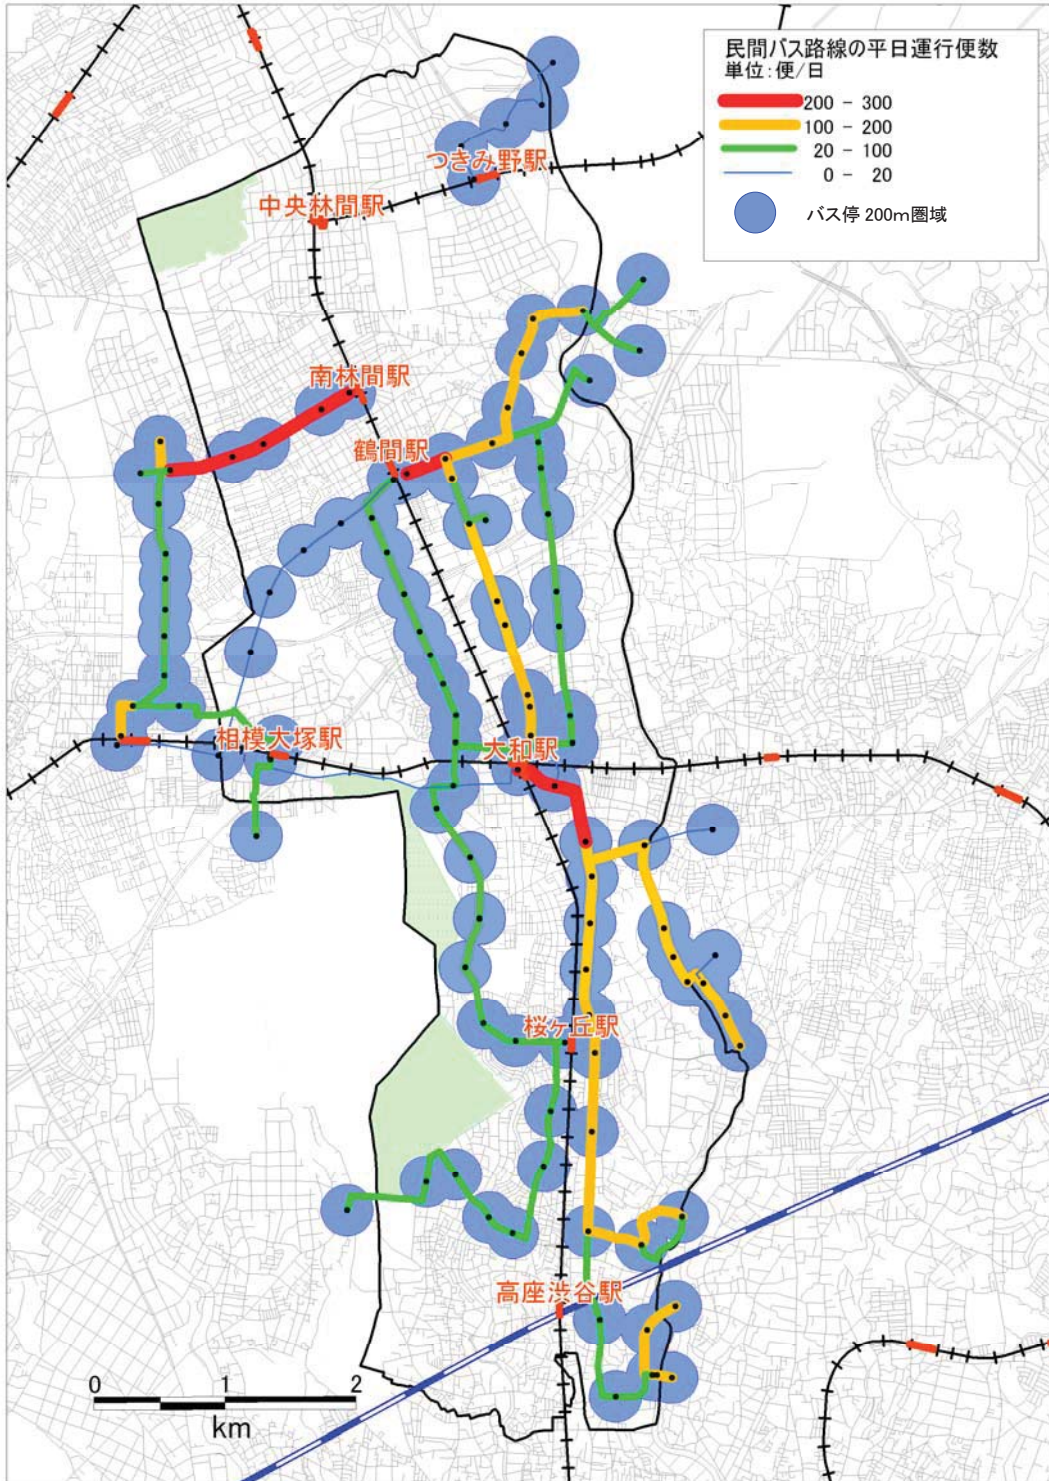 民間バス路線の平日運行便数
単位:便/日
200 - 300
100 - 200
20 - 100
0 - 20
バス停 200m圏域
つきみ野駅
中央林間駅
南林間駅
鶴間駅
相模大塚駅
大和駅
桜ヶ丘駅
高座渋谷駅
0 1 2
km